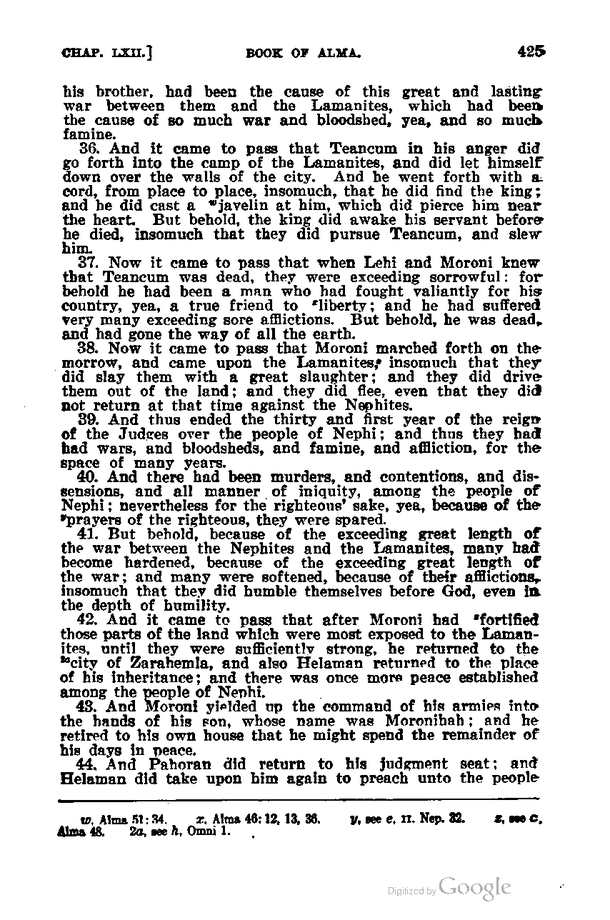 CHAP. LXII.] BOOK OF ALMA. 425
his brother, had been the cause of this great and lasting
war between them and the Lamanites, which had been
the cause of so much war and bloodshed, yea, and so much
famine.
36. And it came to pass that Teancum in his anger did
go forth into the camp of the Lamanites, and did let himself
down over the walls of the city. And he went forth with a
cord, from place to place, insomuch, that he did find the king;
and he did cast a ʷjavelin at him, which did pierce him near
the heart. But behold, the king did awake his servant before
he died, insomuch that they did pursue Teancum, and slew
him.
37. Now it came to pass that when Lehi and Moroni knew
that Teancum was dead, they were exceeding sorrowful: for
behold he had been a man who had fought valiantly for his
country, yea, a true friend to ˣliberty; and he had suffered
very many exceeding sore afflictions. But behold, he was dead,
and had gone the way of all the earth.
38. Now it came to pass that Moroni marched forth on the
morrow, and came upon the Lamanites, insomuch that they
did slay them with a great slaughter; and they did drive
them out of the land; and they did flee, even that they did
not return at that time against the Nephites.
39. And thus ended the thirty and first year of the reign
of the Judges over the people of Nephi; and thus they had
had wars, and bloodsheds, and famine, and affliction, for the
space of many years.
40. And there had been murders, and contentions, and dis-
sensions, and all manner of iniquity, among the people of
Nephi; nevertheless for the righteous' sake, yea, because of the
ʸprayers of the righteous, they were spared.
41. But behold, because of the exceeding great length of
the war between the Nephites and the Lamanites, many had
become hardened, because of the exceeding great length of
the war; and many were softened, because of their afflictions,
insomuch that they did humble themselves before God, even in
the depth of humility.
42. And it came to pass that after Moroni had ᶻfortified
those parts of the land which were most exposed to the Laman-
ites, until they were sufficiently strong, he returned to the
²ᵃcity of Zarahemla, and also Helaman returned to the place
of his inheritance; and there was once more peace established
among the people of Nephi.
43. And Moroni yielded up the command of his armies into
the hands of his son, whose name was Moronihah; and he
retired to his own house that he might spend the remainder of
his days in peace.
44. And Pahoran did return to his judgment seat; and
Helaman did take upon him again to preach unto the people
w, Alma 51:34. x, Alma 46:12, 13, 36. y, see e, II. Nep. 32. z, see c,
Alma 48. 2a, see h, Omni 1.
Digitized by Google